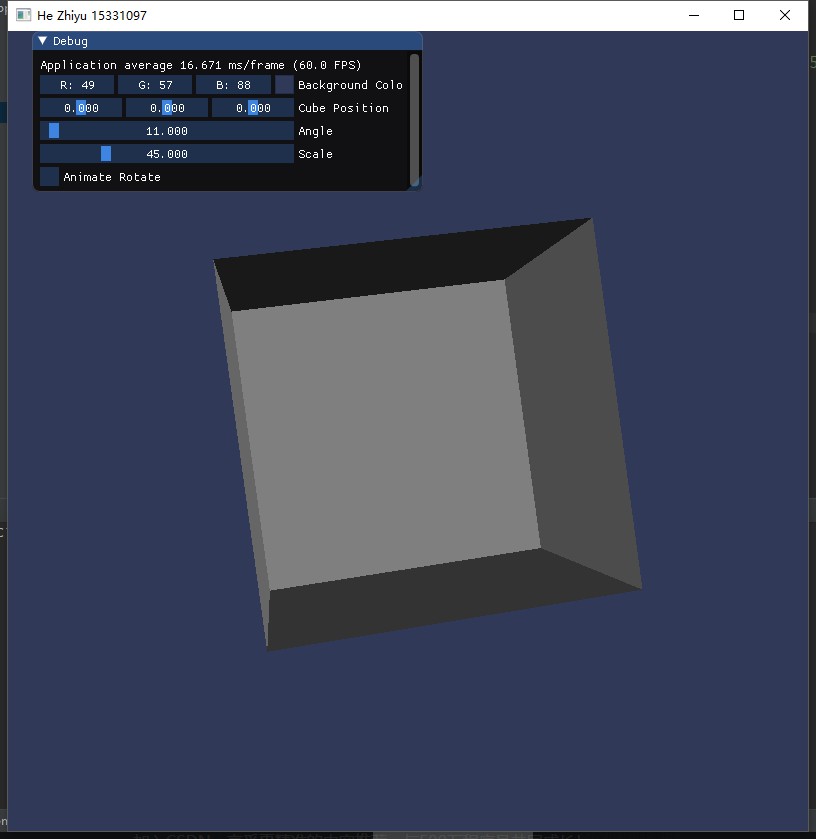 He Zhiyu 15331097
Debug
Application average 16.671 ms/frame (60.0 FPS)
R: 49 G: 57 B: 88 Background Colo
0.000 0.000 0.000 Cube Position
11.000 Angle
45.000 Scale
Animate Rotate